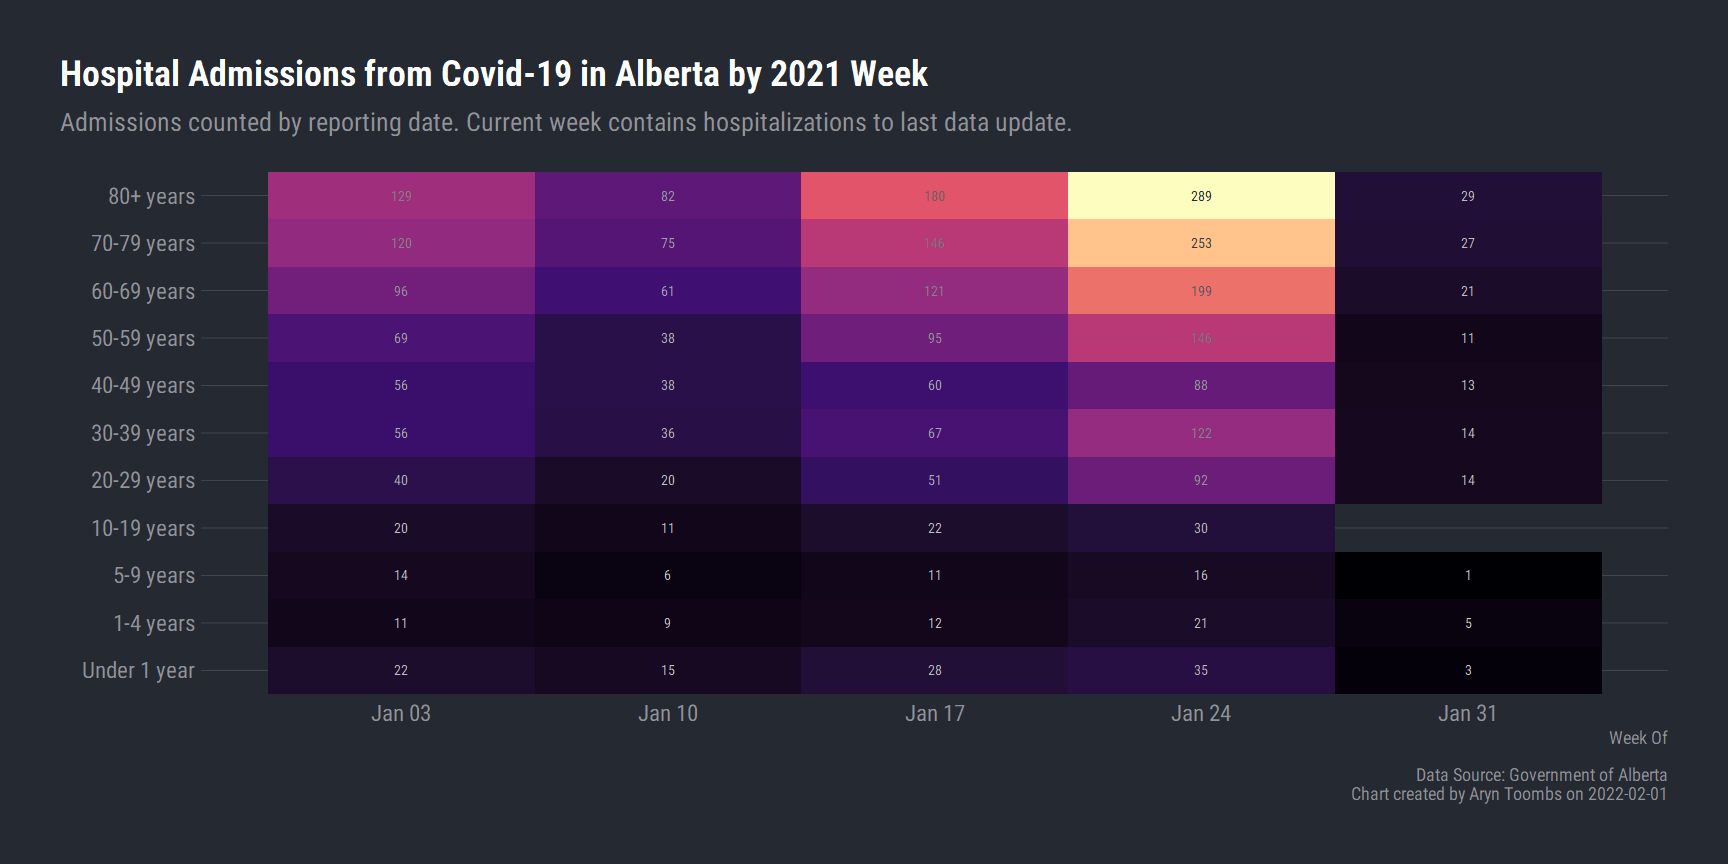 Hospital Admissions from Covid-19 in Alberta by 2021 Week
Admissions counted by reporting date. Current week contains hospitalizations to last data update.
80+ years 129 82 180 289 29
70-79 years 120 75 146 253 27
60-69 years 96 61 121 199 21
50-59 years 69 38 95 146 11
40-49 years 56 38 60 88 13
30-39 years 56 36 67 122 14
20-29 years 40 20 51 92 14
10-19 years 20 11 22 30
5-9 years 14 6 11 16 1
1-4 years 11 9 12 21 5
Under 1 year 22 15 28 35 3
Jan 03 Jan 10 Jan 17 Jan 24 Jan 31
Week Of
Data Source: Government of Alberta
Chart created by Aryn Toombs on 2022-02-01